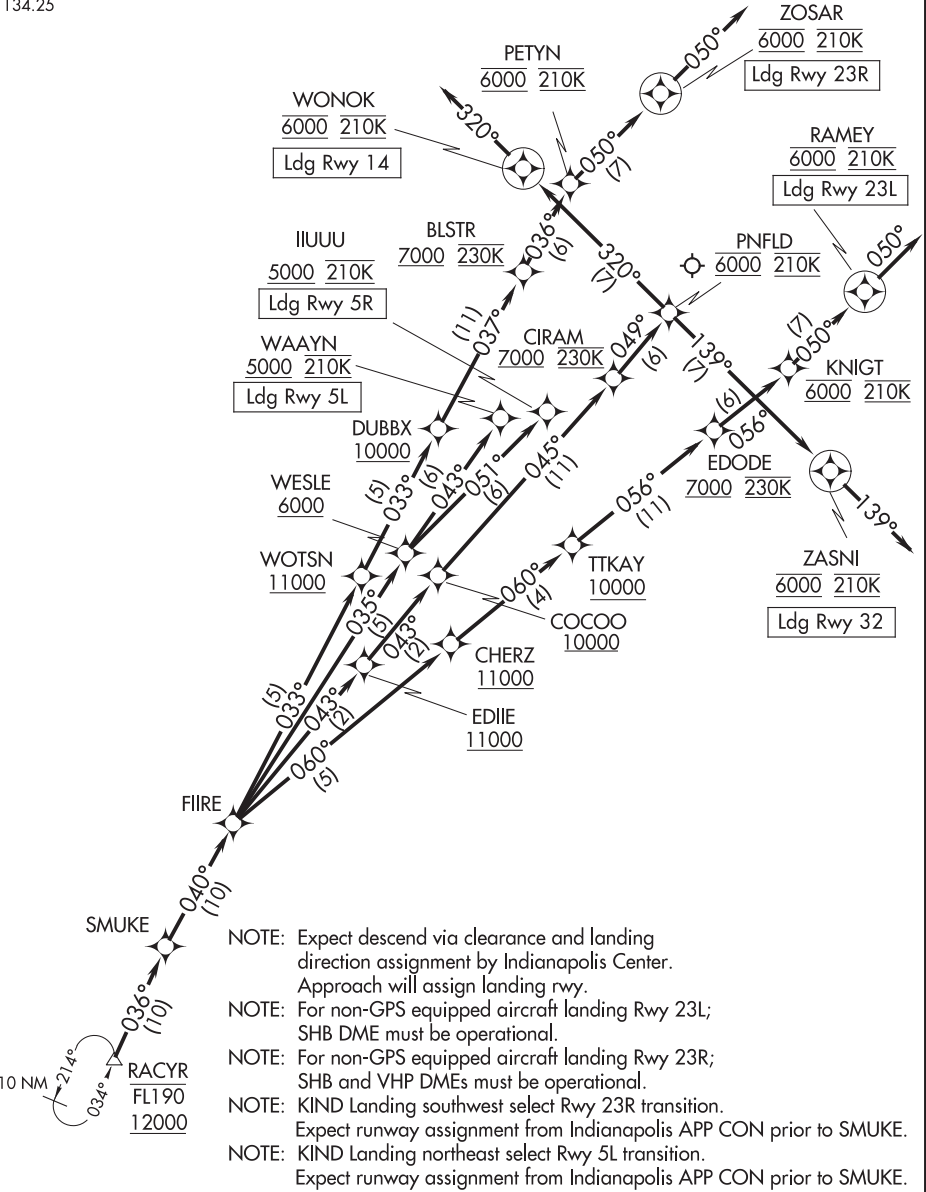 134.25
ZOSAR
6000 210K
Ldg Rwy 23R
050°
PETYN
6000 210K
WONOK
6000 210K
Ldg Rwy 14
320°
050°
(7)
RAMEY
6000 210K
Ldg Rwy 23L
050°
IIUUU
5000 210K
Ldg Rwy 5R
BLSTR
7000 230K
036°
(6)
320°
(7)
PNFLD
6000 210K
WAAYN
5000 210K
Ldg Rwy 5L
(11)
037°
CIRAM
7000 230K
049°
(6)
139°
(7)
(7)
050°
KNIGT
6000 210K
DUBBX
10000
(6)
056°
EDODE
7000 230K
WESLE
6000
(5)
033°
(6)
043°
051°
(6)
045°
(11)
056°
(11)
139°
WOTSN
11000
TTKAY
10000
ZASNI
6000 210K
Ldg Rwy 32
035°
(5)
043°
(2)
060°
(4)
COCOO
10000
CHERZ
11000
EDIIE
11000
(5)
033°
043°
(2)
060°
(5)
FIIRE
040°
(10)
SMUKE
036°
(10)
RACYR
FL190
12000
10 NM
214°
034°
NOTE: Expect descend via clearance and landing
direction assignment by Indianapolis Center.
Approach will assign landing rwy.
NOTE: For non-GPS equipped aircraft landing Rwy 23L;
SHB DME must be operational.
NOTE: For non-GPS equipped aircraft landing Rwy 23R;
SHB and VHP DMEs must be operational.
NOTE: KIND Landing southwest select Rwy 23R transition.
Expect runway assignment from Indianapolis APP CON prior to SMUKE.
NOTE: KIND Landing northeast select Rwy 5L transition.
Expect runway assignment from Indianapolis APP CON prior to SMUKE.